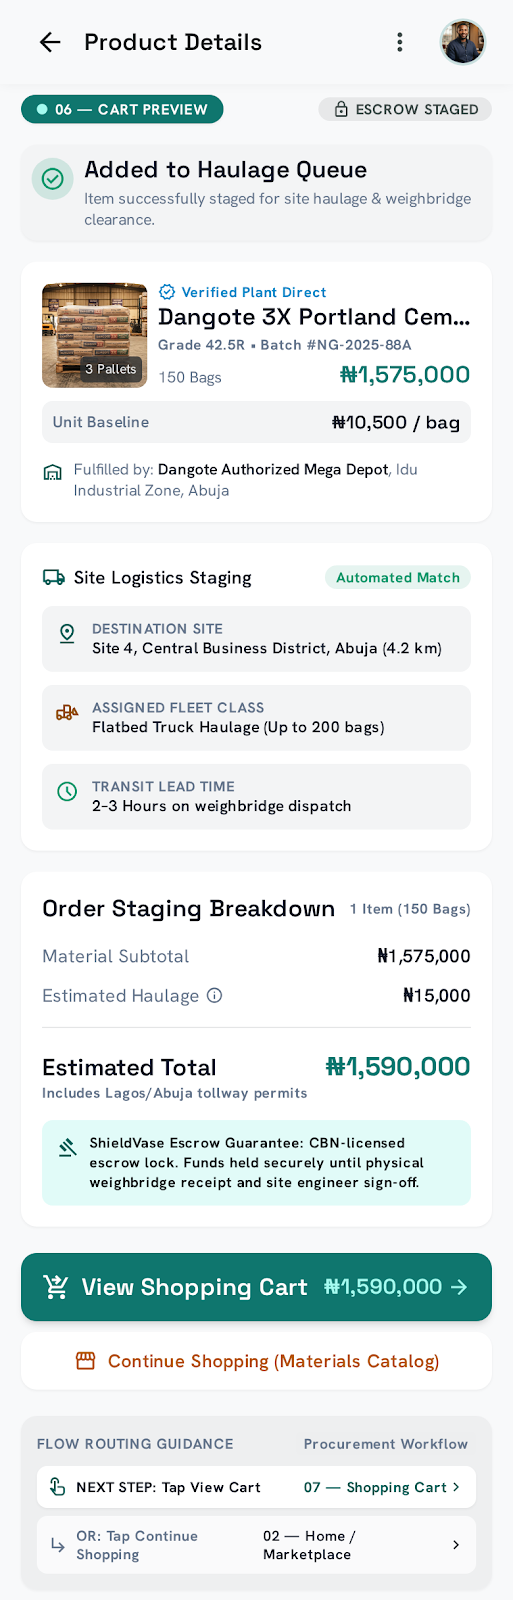 Product Details
06 — CART PREVIEW
ESCROW STAGED
Added to Haulage Queue
Item successfully staged for site haulage & weighbridge
clearance.
Verified Plant Direct
Dangote 3X Portland Cem...
Grade 42.5R • Batch #NG-2025-88A
3 Pallets
150 Bags
₦1,575,000
Unit Baseline
₦10,500 / bag
Fulfilled by: Dangote Authorized Mega Depot, Idu
Industrial Zone, Abuja
Site Logistics Staging
Automated Match
DESTINATION SITE
Site 4, Central Business District, Abuja (4.2 km)
ASSIGNED FLEET CLASS
Flatbed Truck Haulage (Up to 200 bags)
TRANSIT LEAD TIME
2–3 Hours on weighbridge dispatch
Order Staging Breakdown
1 Item (150 Bags)
Material Subtotal
₦1,575,000
Estimated Haulage
₦15,000
Estimated Total
₦1,590,000
Includes Lagos/Abuja tollway permits
ShieldVase Escrow Guarantee: CBN-licensed
escrow lock. Funds held securely until physical
weighbridge receipt and site engineer sign-off.
View Shopping Cart
₦1,590,000
Continue Shopping (Materials Catalog)
FLOW ROUTING GUIDANCE
Procurement Workflow
NEXT STEP: Tap View Cart
07 — Shopping Cart
OR: Tap Continue
Shopping
02 — Home /
Marketplace